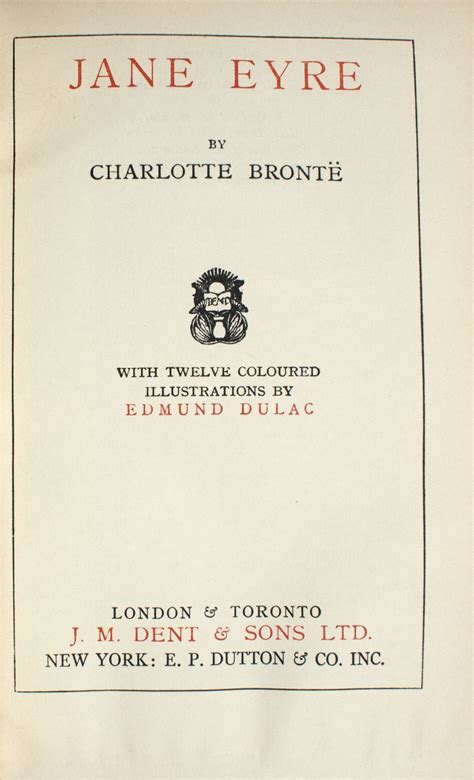 JANE EYRE
BY
CHARLOTTE BRONTË
DENT
WITH TWELVE COLOURED
ILLUSTRATIONS BY
EDMUND DULAC
LONDON & TORONTO
J. M. DENT & SONS LTD.
NEW YORK: E. P. DUTTON & CO. INC.